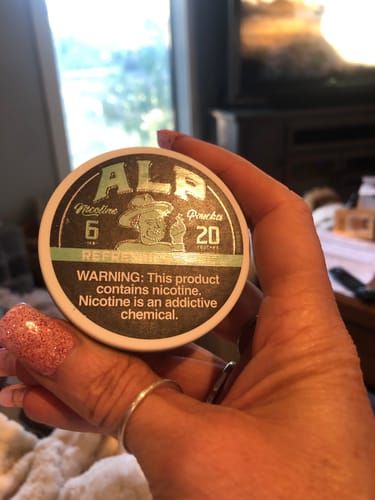 ALP
Nicotine Pouches
6 20
WARNING: This product
contains nicotine.
Nicotine is an addictive
chemical.